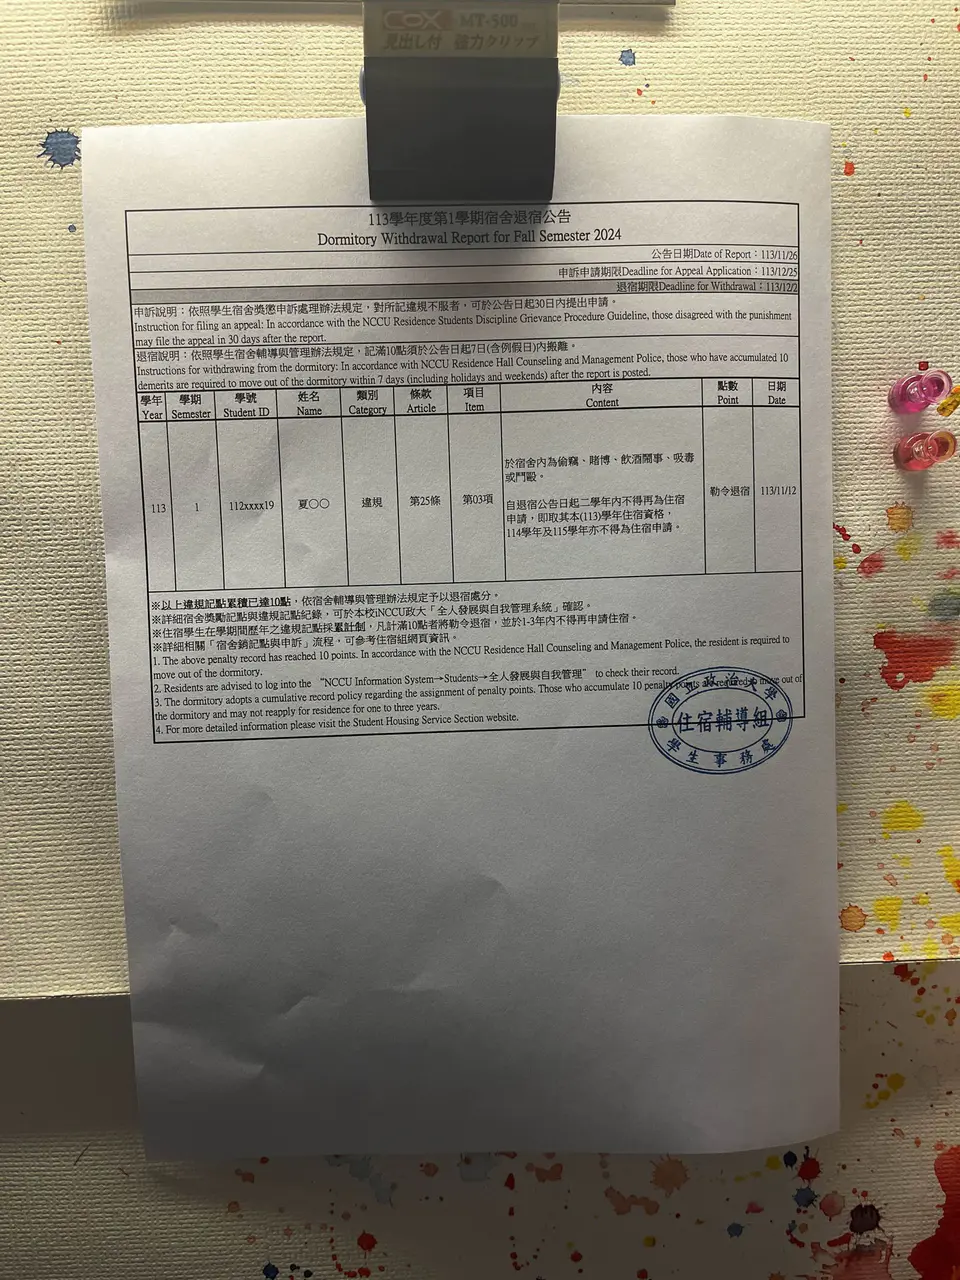 COX MT-500
見出し付 強力クリップ
113學年度第1學期宿舍退宿公告
Dormitory Withdrawal Report for Fall Semester 2024
公告日期Date of Report：113/11/26
申訴申請期限Deadline for Appeal Application：113/12/25
退宿期限Deadline for Withdrawal：113/12/2
申訴說明：依照學生宿舍獎懲申訴處理辦法規定，對所記違規不服者，可於公告日起30日內提出申請。
Instruction for filing an appeal: In accordance with the NCCU Residence Students Discipline Grievance Procedure Guideline, those disagreed with the punishment
may file the appeal in 30 days after the report.
退宿說明：依照學生宿舍輔導與管理辦法規定，記滿10點須於公告日起7日(含例假日)內搬離。
Instructions for withdrawing from the dormitory: In accordance with NCCU Residence Hall Counseling and Management Police, those who have accumulated 10
demerits are required to move out of the dormitory within 7 days (including holidays and weekends) after the report is posted.
學年 學期 學號 姓名 類別 條款 項目 內容 點數 日期
Year Semester Student ID Name Category Article Item Content Point Date
於宿舍內為偷竊、賭博、飲酒鬧事、吸毒
或鬥毆。
113 1 112xxxx19 夏○○ 違規 第25條 第03項 勒令退宿 113/11/12
自退宿公告日起二學年內不得再為住宿
申請，即取其本(113)學年住宿資格，
114學年及115學年亦不得為住宿申請。
※以上違規記點累積已達10點，依宿舍輔導與管理辦法規定予以退宿處分。
※詳細宿舍獎勵記點與違規記點紀錄，可於本校iNCCU政大「全人發展與自我管理系統」確認。
※住宿學生在學期間歷年之違規記點採累計制，凡計滿10點者將勒令退宿，並於1-3年內不得再申請住宿。
※詳細相關「宿舍銷記點與申訴」流程，可參考住宿組網頁資訊。
1. The above penalty record has reached 10 points. In accordance with the NCCU Residence Hall Counseling and Management Police, the resident is required to
move out of the dormitory.
2. Residents are advised to log into the “NCCU Information System→Students→全人發展與自我管理” to check their record.
3. The dormitory adopts a cumulative record policy regarding the assignment of penalty points. Those who accumulate 10 penalty points are required to move out of
the dormitory and may not reapply for residence for one to three years.
4. For more detailed information please visit the Student Housing Service Section website.
國立政治大學
住宿輔導組
學生事務處